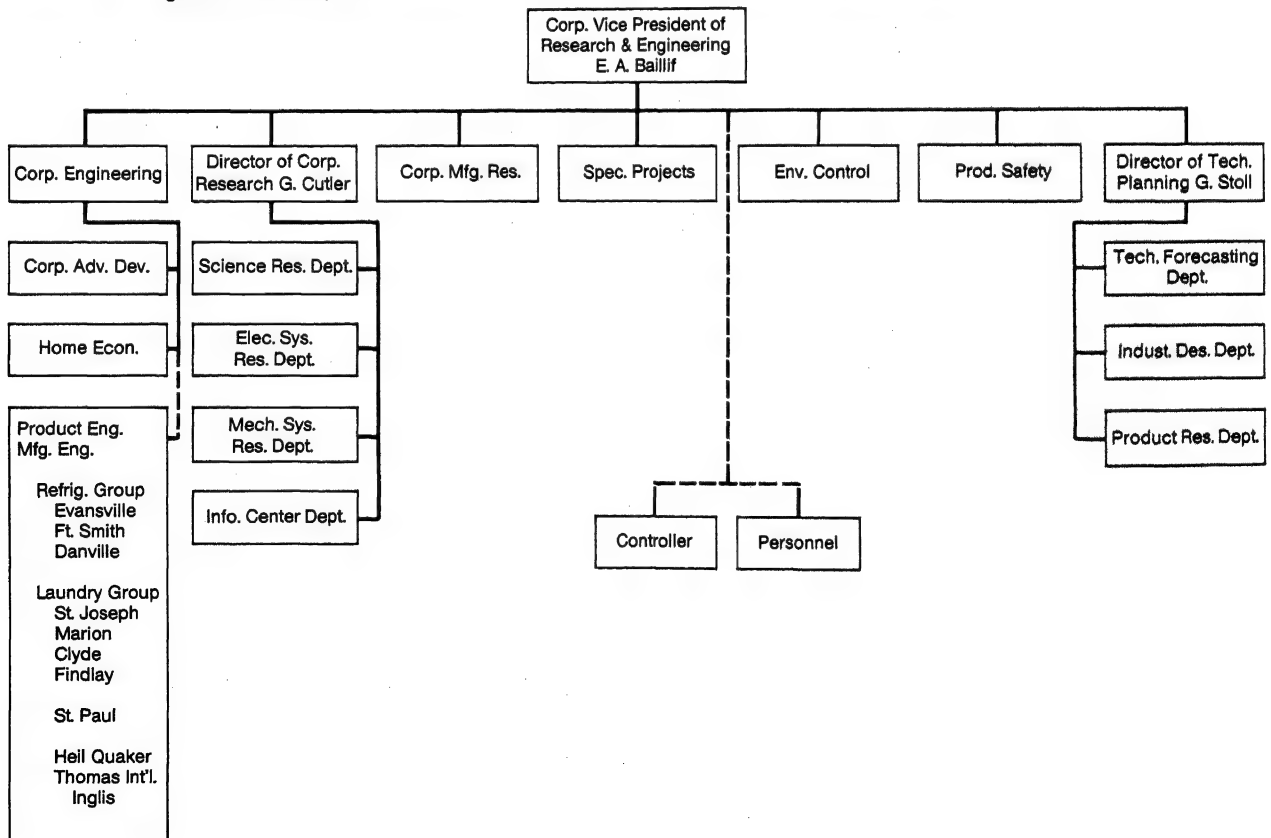 Corp. Vice President of
Research & Engineering
E. A. Baillif
Corp. Engineering
Director of Corp.
Research G. Cutler
Corp. Mfg. Res.
Spec. Projects
Env. Control
Prod. Safety
Director of Tech.
Planning G. Stoll
Corp. Adv. Dev.
Home Econ.
Product Eng.
Mfg. Eng.
Refrig. Group
Evansville
Ft. Smith
Danville
Laundry Group
St. Joseph
Marion
Clyde
Findlay
St. Paul
Heil Quaker
Thomas Int'l.
Inglis
Science Res. Dept.
Elec. Sys.
Res. Dept.
Mech. Sys.
Res. Dept.
Info. Center Dept.
Controller
Personnel
Tech. Forecasting
Dept.
Indust. Des. Dept.
Product Res. Dept.